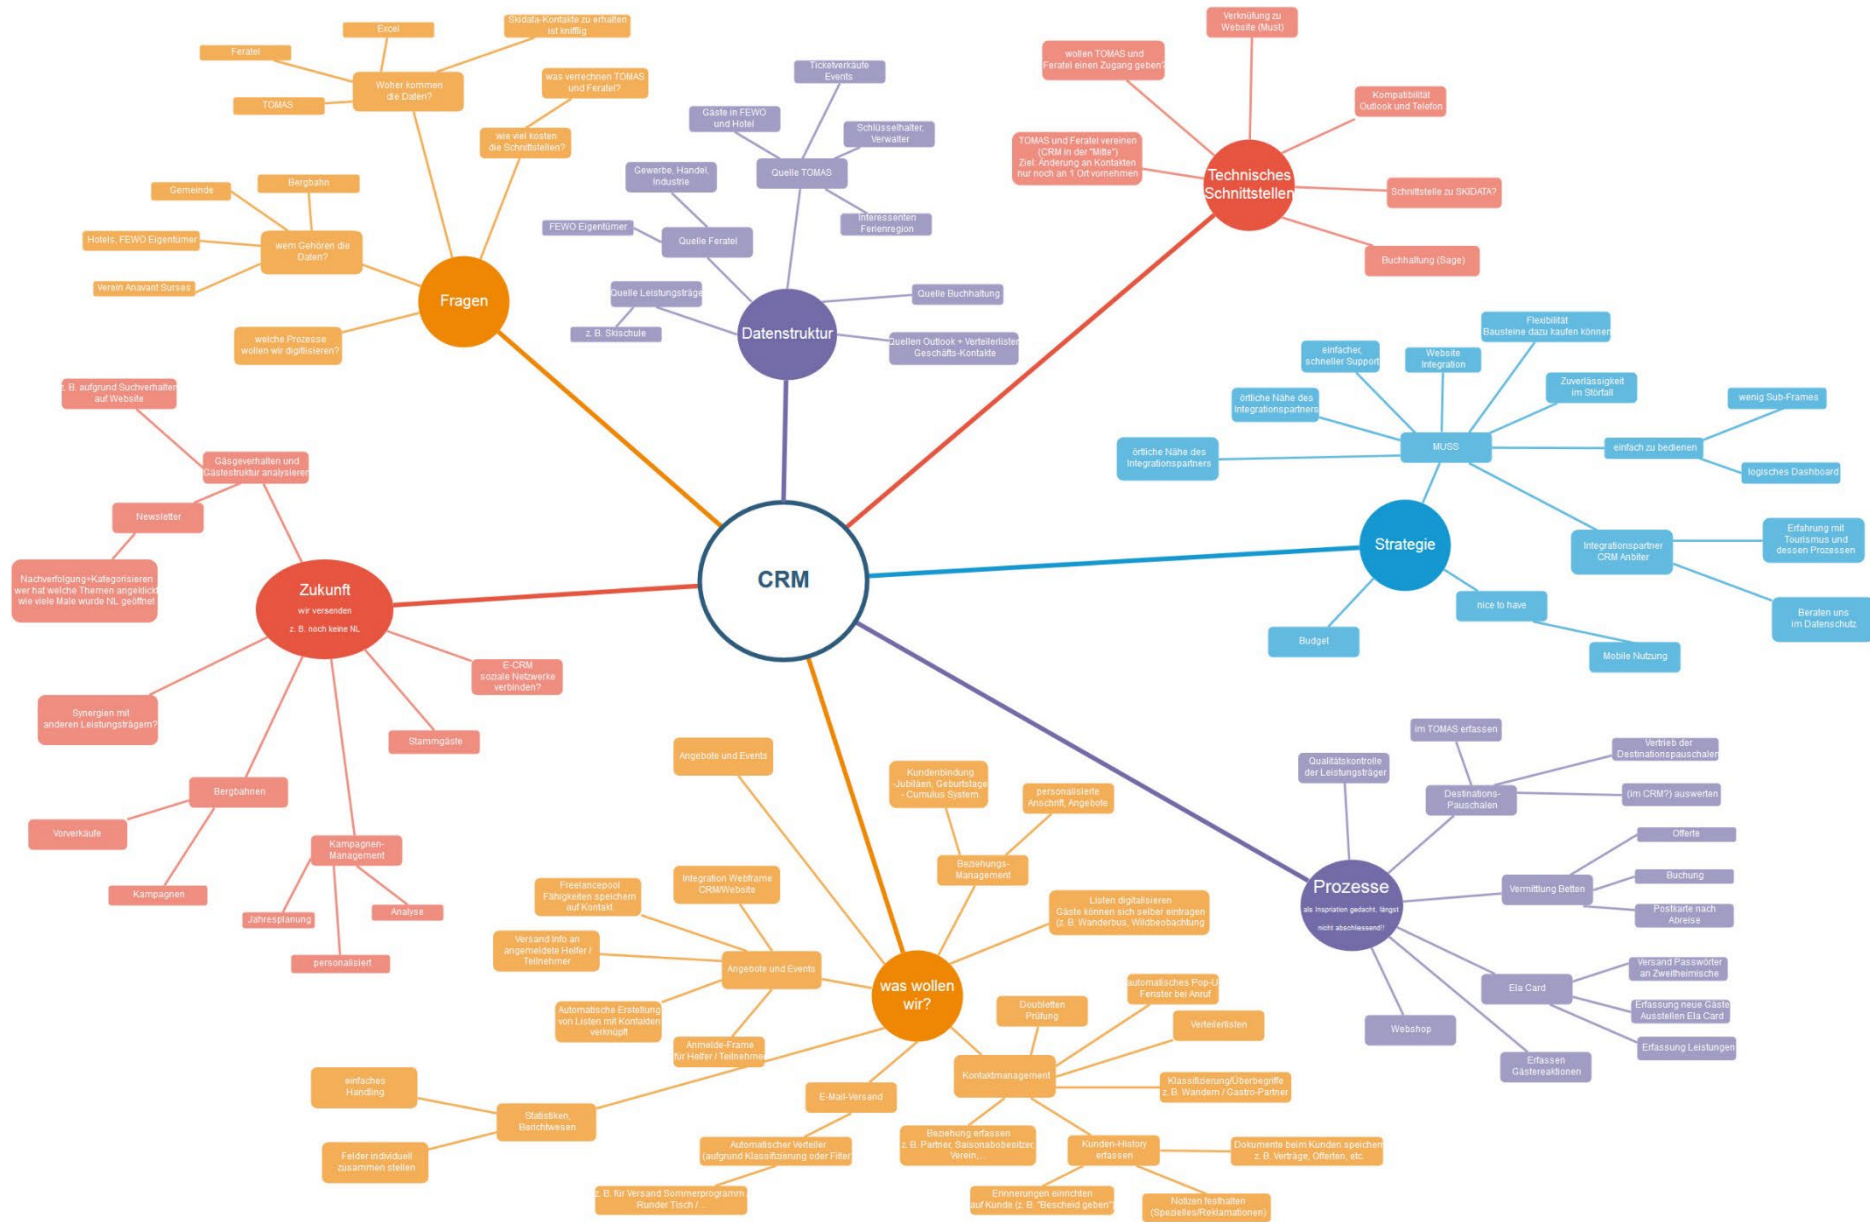 Skidata-Kontakte zu erhalten
ist knifflig
Excel
Feratel
Woher kommen
die Daten?
TOMAS
was verrechnen TOMAS
und Feratel?
wie viel kosten
die Schnittstellen?
Bergbahn
Gemeinde
Hotels, FEWO Eigentümer
wem Gehören die
Daten?
Verein Anavant Surses
Fragen
welche Prozesse
wollen wir digitlisieren?
Ticketverkäufe
Events
Gäste in FEWO
und Hotel
Schlüsselhalter,
Verwalter
Quelle TOMAS
Gewerbe, Handel,
Industrie
Interessenten
Ferienregion
FEWO Eigentümer
Quelle Feratel
Quelle Leistungsträge
z. B. Skischule
Datenstruktur
Quelle Buchhaltung
Quellen Outlook + Verteilerlisten
Geschäfts-Kontakte
Verknüfung zu
Website (Must)
wollen TOMAS und
Feratel einen Zugang geben?
Kompatibilität
Outlook und Telefon
TOMAS und Feratel vereinen
(CRM in der "Mitte")
Ziel: Änderung an Kontakten
nur noch an 1 Ort vornehmen
Technisches
Schnittstellen
Schnittstelle zu SKIDATA?
Buchhaltung (Sage)
Flexibilität
Bausteine dazu kaufen können
einfacher,
schneller Support
Website
Integration
Zuverlässigkeit
im Störfall
örtliche Nähe des
Integrationspartners
wenig Sub-Frames
MUSS
einfach zu bedienen
örtliche Nähe des
Integrationspartners
logisches Dashboard
Strategie
Integrationspartner
CRM Anbifer
Erfahrung mit
Tourismus und
dessen Prozessen
nice to have
Beraten uns
im Datenschutz
Budget
Mobile Nutzung
CRM
z. B. aufgrund Suchverhalten
auf Website
Gäsgeverhalten und
Gästestruktur analysieren
Newsletter
Nachverfolgung+Kategorisieren
wer hat welche Themen angeklickt
wie viele Male wurde NL geöffnet
Zukunft
wir versenden
z. B. noch keine NL
E-CRM
soziale Netzwerke
verbinden?
Synergien mit
anderen Leistungsträgern?
Stammgäste
Bergbahnen
Vorverkäufe
Kampagnen
Kampagnen-
Management
Jahresplanung
Analyse
personalisiert
Angebote und Events
Kundenbindung
-Jubiläen, Geburtstage
- Cumulus System
personalisierte
Anschrift, Angebote
Beziehungs-
Management
Integration Webframe
CRM/Website
Freelancepool
Fähigkeiten speichern
auf Kontakt
Listen digitalisieren
Gäste können sich selber eintragen
(z. B. Wanderbus, Wildbeobachtung
Versand Info an
angemeldete Helfer /
Teilnehmer
Angebote und Events
was wollen
wir?
Automatische Erstellung
von Listen mit Kontakten
verknüpft
Anmelde-Frame
für Helfer / Teilnehmer
Doubletten
Prüfung
automatisches Pop-U
Fenster bei Anruf
Verteilerlisten
Kontaktmanagement
Klassifizierung/Überbegriffe
z. B. Wandern / Gastro-Partner
einfaches
Handling
Statistiken,
Berichtwesen
Felder individuell
zusammen stellen
E-Mail-Versand
Automatischer Verteiler
(aufgrund Klassifizierung oder Filter
z. B. für Versand Sommerprogramm /
Runder Tisch /...
Beziehung erfassen
z. B. Partner, Saisonabobesitzer,
Verein,...
Kunden-History
erfassen
Dokumente beim Kunden speichen
z. B. Verträge, Offerten, etc.
Erinnerungen einrichten
auf Kunde (z. B. "Bescheid geben")
Notizen festhalten
(Spezielles/Reklamationen)
im TOMAS erfassen
Qualitätskontrolle
der Leistungsträger
Vertrieb der
Destinationspauschalen
Destinations-
Pauschalen
(im CRM?) auswerten
Offerte
Prozesse
als Inspriation gedacht, längst
nicht abschliessend!!
Vermittlung Betten
Buchung
Postkarte nach
Abreise
Versand Passwörter
an Zweitheimische
Ela Card
Erfassung neue Gäste
Ausstellen Ela Card
Webshop
Erfassung Leistungen
Erfassen
Gästereaktionen